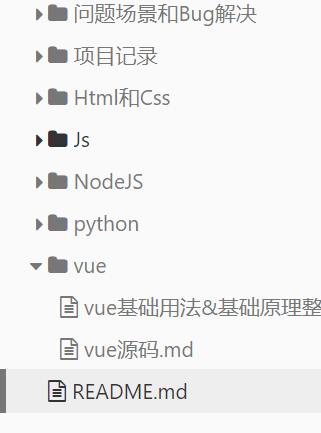 问题场景和Bug解决
项目记录
Html和Css
Js
NodeJS
python
vue
vue基础用法&基础原理整
vue源码.md
README.md